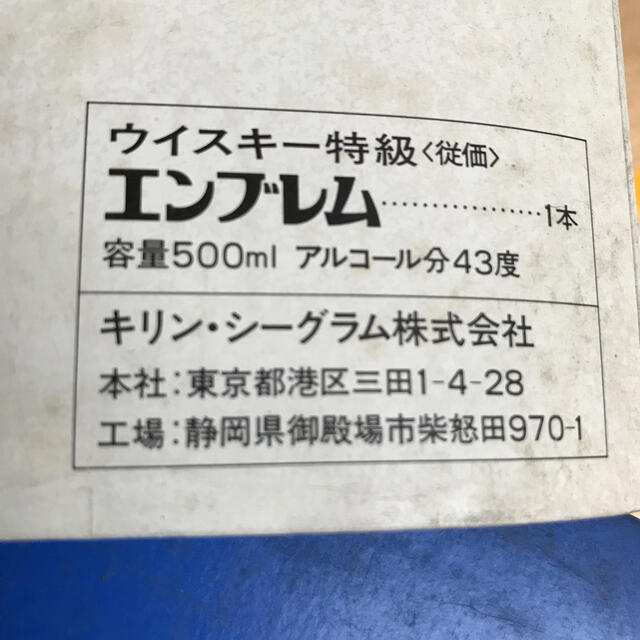 ウイスキー特級〈従価〉
エンブレム………………1本
容量500ml アルコール分43度
キリン・シーグラム株式会社
本社:東京都港区三田1-4-28
工場:静岡県御殿場市柴怒田970-1